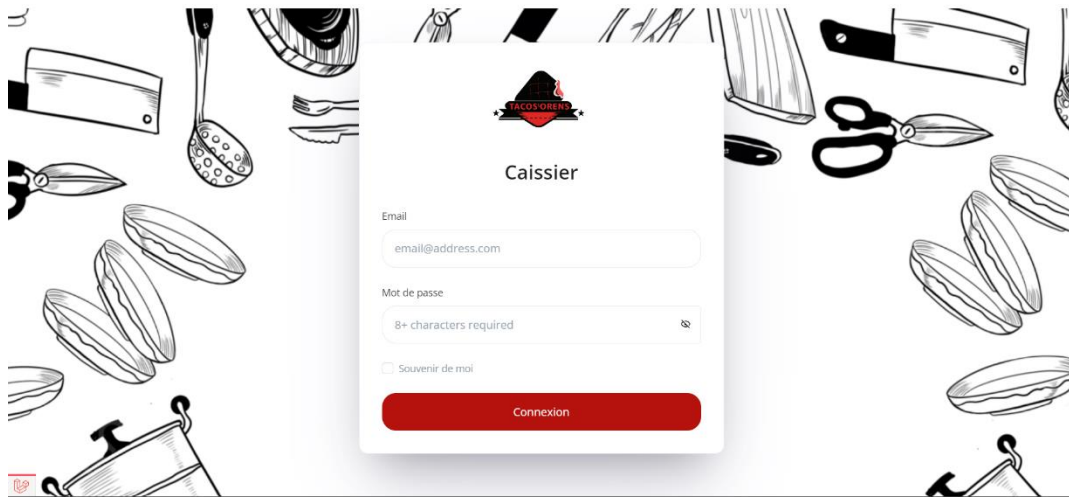 TACOS'ORENS
Caissier
Email
email@address.com
Mot de passe
8+ characters required
Souvenir de moi
Connexion